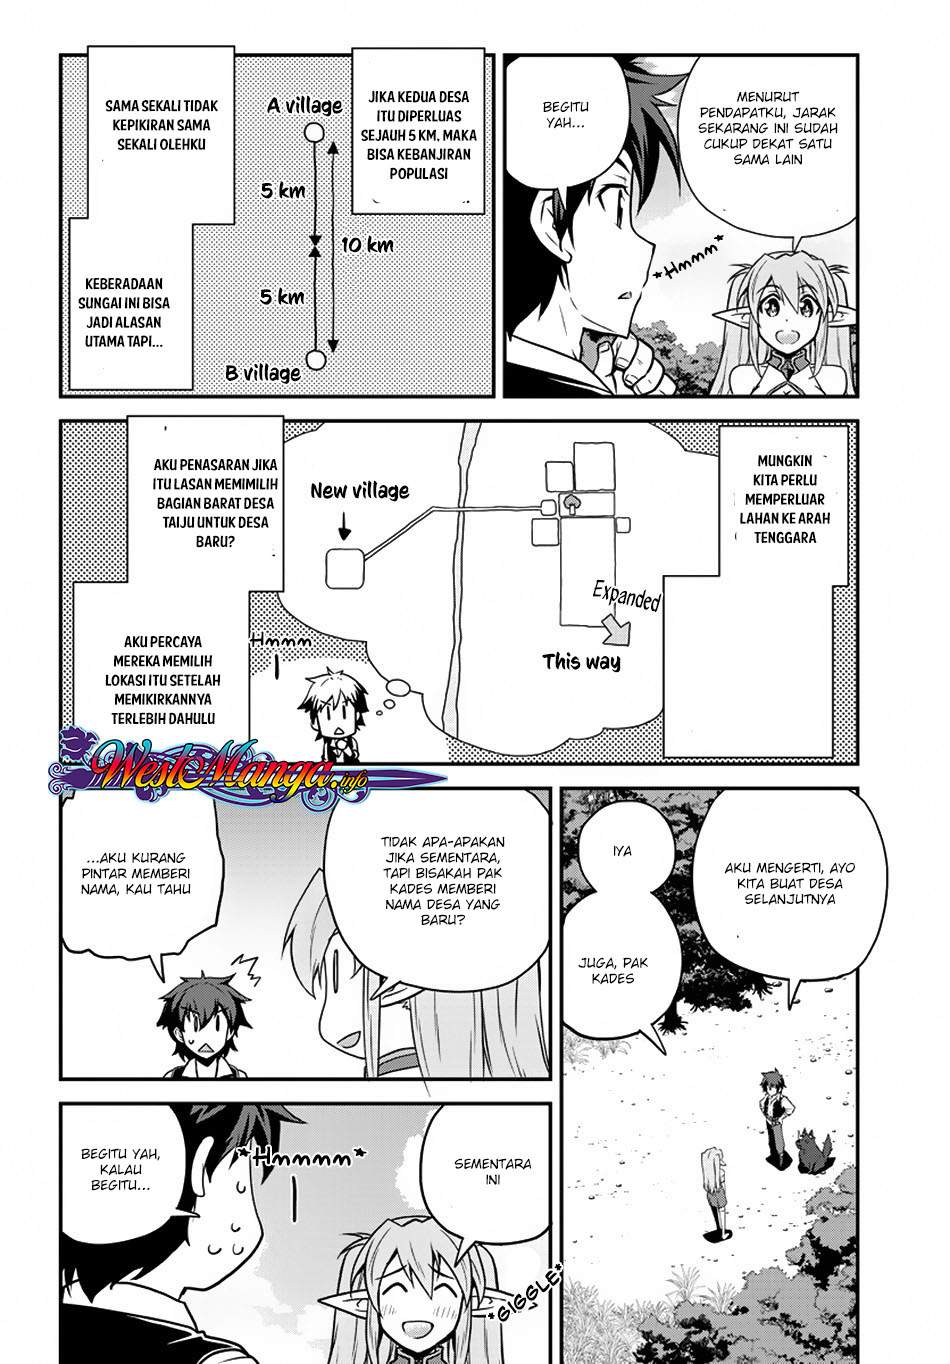 MENURUT
PENDAPATKU, JARAK
SEKARANG INI SUDAH
CUKUP DEKAT SATU
SAMA LAIN
BEGITU
YAH...
*Hmmm*
JIKA KEDUA DESA
ITU DIPERLUAS
SEJAUH 5 KM, MAKA
BISA KEBANJIRAN
POPULASI
A village
5 km
10 km
5 km
B village
SAMA SEKALI TIDAK
KEPIKIRAN SAMA
SEKALI OLEHKU
KEBERADAAN
SUNGAI INI BISA
JADI ALASAN
UTAMA TAPI...
MUNGKIN
KITA PERLU
MEMPERLUAR
LAHAN KE ARAH
TENGGARA
New village
Expanded
This way
AKU PENASARAN JIKA
ITU LASAN MEMIMILIH
BAGIAN BARAT DESA
TAIJU UNTUK DESA
BARU?
Hmmm
AKU PERCAYA
MEREKA MEMILIH
LOKASI ITU SETELAH
MEMIKIRKANNYA
TERLEBIH DAHULU
WestManga.info
AKU MENGERTI, AYO
KITA BUAT DESA
SELANJUTNYA
IYA
JUGA, PAK
KADES
TIDAK APA-APAKAN
JIKA SEMENTARA,
TAPI BISAKAH PAK
KADES MEMBERI
NAMA DESA YANG
BARU?
...AKU KURANG
PINTAR MEMBERI
NAMA, KAU TAHU
SEMENTARA
INI
*GIGGLE*
*Hmmmm*
BEGITU YAH,
KALAU
BEGITU...